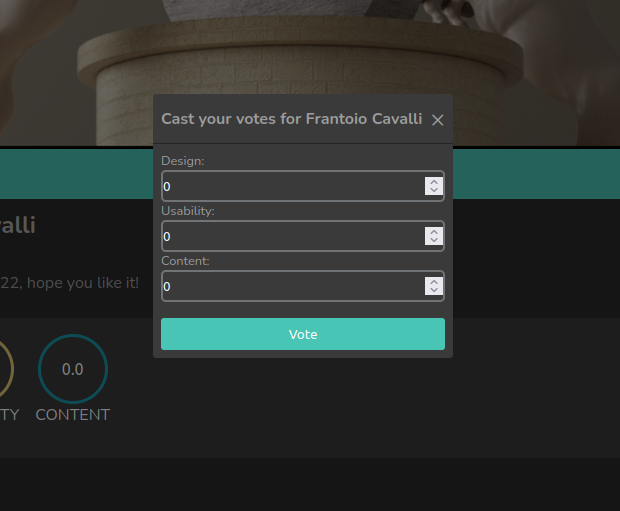 Cast your votes for Frantoio Cavalli ×
Design:
0
Usability:
0
Content:
0
Vote
valli
22, hope you like it!
0.0
TY CONTENT